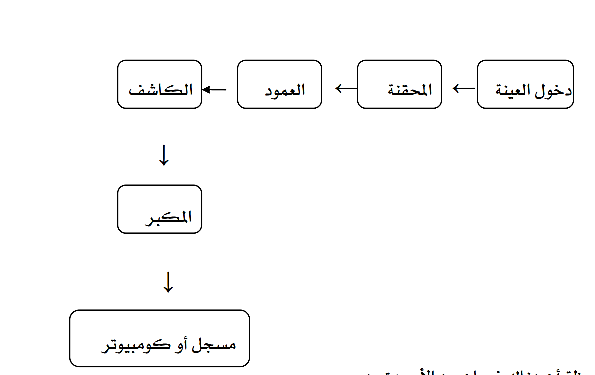 دخول العينة
المحقنة
العمود
الكاشف
المكبر
مسجل أو كومبيوتر